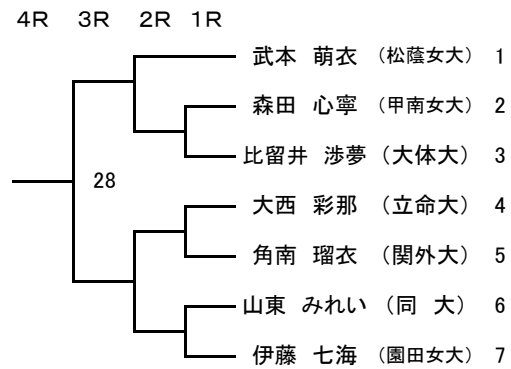 4R 3R 2R 1R
武本 萌衣 （松蔭女大） 1
森田 心寧 （甲南女大） 2
比留井 渉夢 （大体大） 3
28
大西 彩那 （立命大） 4
角南 瑠衣 （関外大） 5
山東 みれい （同 大） 6
伊藤 七海 （園田女大） 7